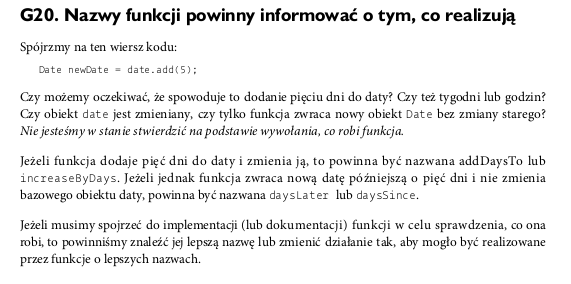 G20. Nazwy funkcji powinny informować o tym, co realizują
Spójrzmy na ten wiersz kodu:
Date newDate = date.add(5);
Czy możemy oczekiwać, że spowoduje to dodanie pięciu dni do daty? Czy też tygodni lub godzin?
Czy obiekt date jest zmieniany, czy tylko funkcja zwraca nowy obiekt Date bez zmiany starego?
Nie jesteśmy w stanie stwierdzić na podstawie wywołania, co robi funkcja.
Jeżeli funkcja dodaje pięć dni do daty i zmienia ją, to powinna być nazwana addDaysTo lub
increaseByDays. Jeżeli jednak funkcja zwraca nową datę późniejszą o pięć dni i nie zmienia
bazowego obiektu daty, powinna być nazwana daysLater lub daysSince.
Jeżeli musimy spojrzeć do implementacji (lub dokumentacji) funkcji w celu sprawdzenia, co ona
robi, to powinniśmy znaleźć jej lepszą nazwę lub zmienić działanie tak, aby mogło być realizowane
przez funkcje o lepszych nazwach.